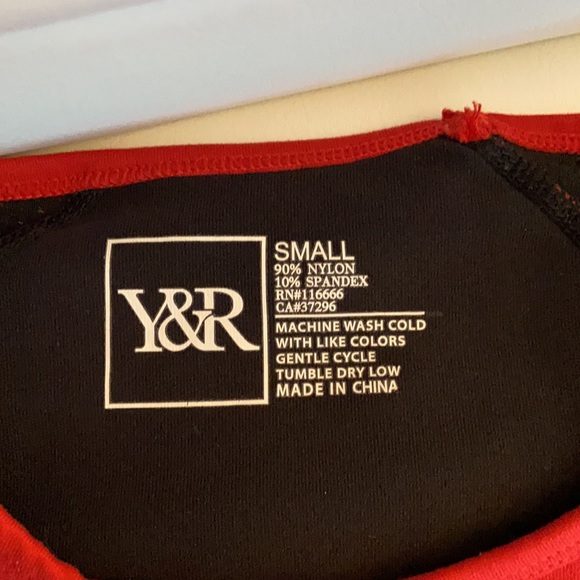 Y&R
SMALL
90% NYLON
10% SPANDEX
RN#116666
CA#37296
MACHINE WASH COLD
WITH LIKE COLORS
GENTLE CYCLE
TUMBLE DRY LOW
MADE IN CHINA